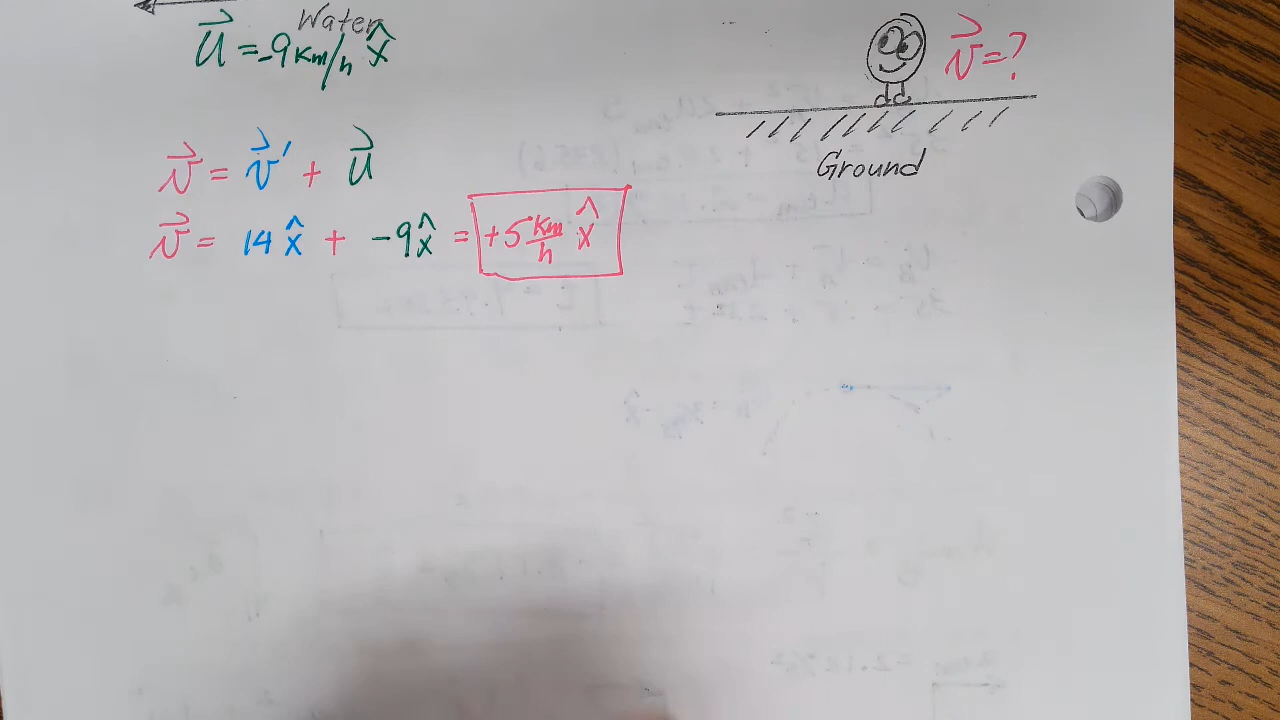 Water
u⃗ = -9 km/h x̂
v⃗ = ?
Ground
v⃗ = v⃗' + u⃗
v⃗ = 14 x̂ + -9 x̂ = +5 km/h x̂